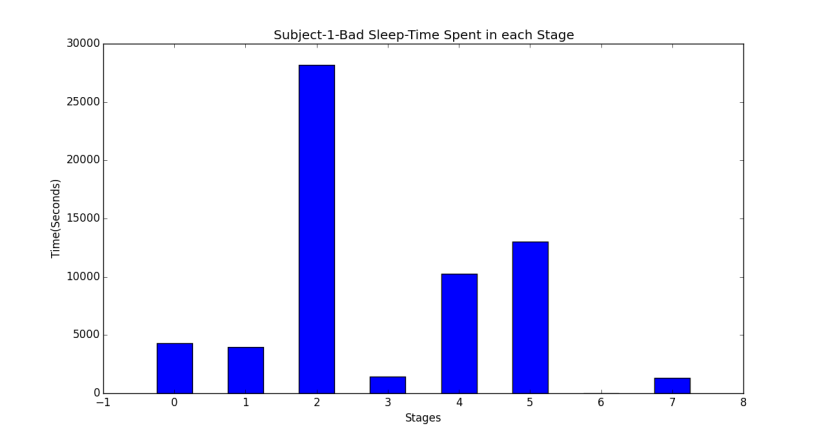 Subject-1-Bad Sleep-Time Spent in each Stage
30000
25000
20000
15000
10000
5000
0
Time(Seconds)
−1 0 1 2 3 4 5 6 7 8
Stages